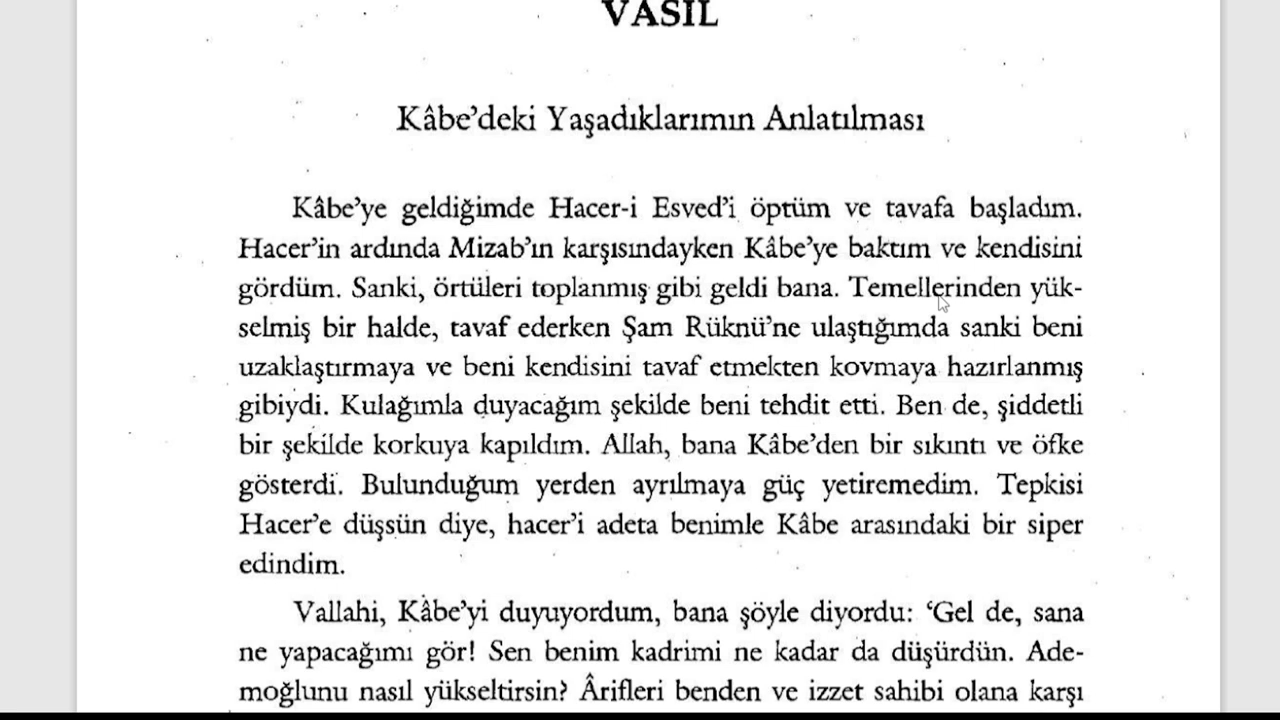 VASIL
Kâbe'deki Yaşadıklarımın Anlatılması
Kâbe'ye geldiğimde Hacer-i Esved'i öptüm ve tavafa başladım.
Hacer'in ardında Mizab'ın karşısındayken Kâbe'ye baktım ve kendisini
gördüm. Sanki, örtüleri toplanmış gibi geldi bana. Temellerinden yük-
selmiş bir halde, tavaf ederken Şam Rüknü'ne ulaştığımda sanki beni
uzaklaştırmaya ve beni kendisini tavaf etmekten kovmaya hazırlanmış
gibiydi. Kulağımla duyacağım şekilde beni tehdit etti. Ben de, şiddetli
bir şekilde korkuya kapıldım. Allah, bana Kâbe'den bir sıkıntı ve öfke
gösterdi. Bulunduğum yerden ayrılmaya güç yetiremedim. Tepkisi
Hacer'e düşsün diye, hacer'i adeta benimle Kâbe arasındaki bir siper
edindim.
Vallahi, Kâbe'yi duyuyordum, bana şöyle diyordu: 'Gel de, sana
ne yapacağımı gör! Sen benim kadrimi ne kadar da düşürdün. Ade-
moğlunu nasıl yükseltirsin? Ârifleri benden ve izzet sahibi olana karşı